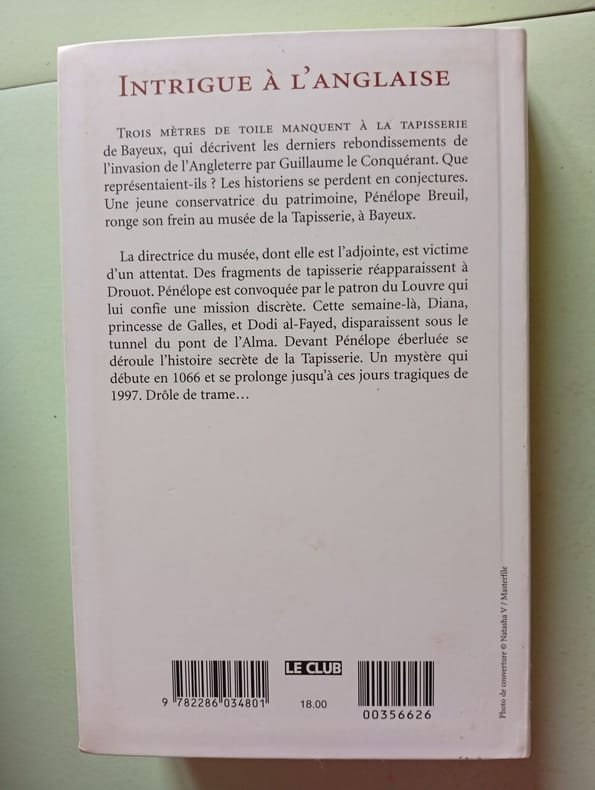 INTRIGUE À L'ANGLAISE
TROIS MÈTRES DE TOILE MANQUENT À LA TAPISSERIE
de Bayeux, qui décrivent les derniers rebondissements de
l'invasion de l'Angleterre par Guillaume le Conquérant. Que
représentaient-ils ? Les historiens se perdent en conjectures.
Une jeune conservatrice du patrimoine, Pénélope Breuil,
ronge son frein au musée de la Tapisserie, à Bayeux.
La directrice du musée, dont elle est l'adjointe, est victime
d'un attentat. Des fragments de tapisserie réapparaissent à
Drouot. Pénélope est convoquée par le patron du Louvre qui
lui confie une mission discrète. Cette semaine-là, Diana,
princesse de Galles, et Dodi al-Fayed, disparaissent sous le
tunnel du pont de l'Alma. Devant Pénélope éberluée se
déroule l'histoire secrète de la Tapisserie. Un mystère qui
débute en 1066 et se prolonge jusqu'à ces jours tragiques de
1997. Drôle de trame…
LE CLUB
9 782286 034801
18.00
00356626
Photo de couverture © Natasha V / Masterfile